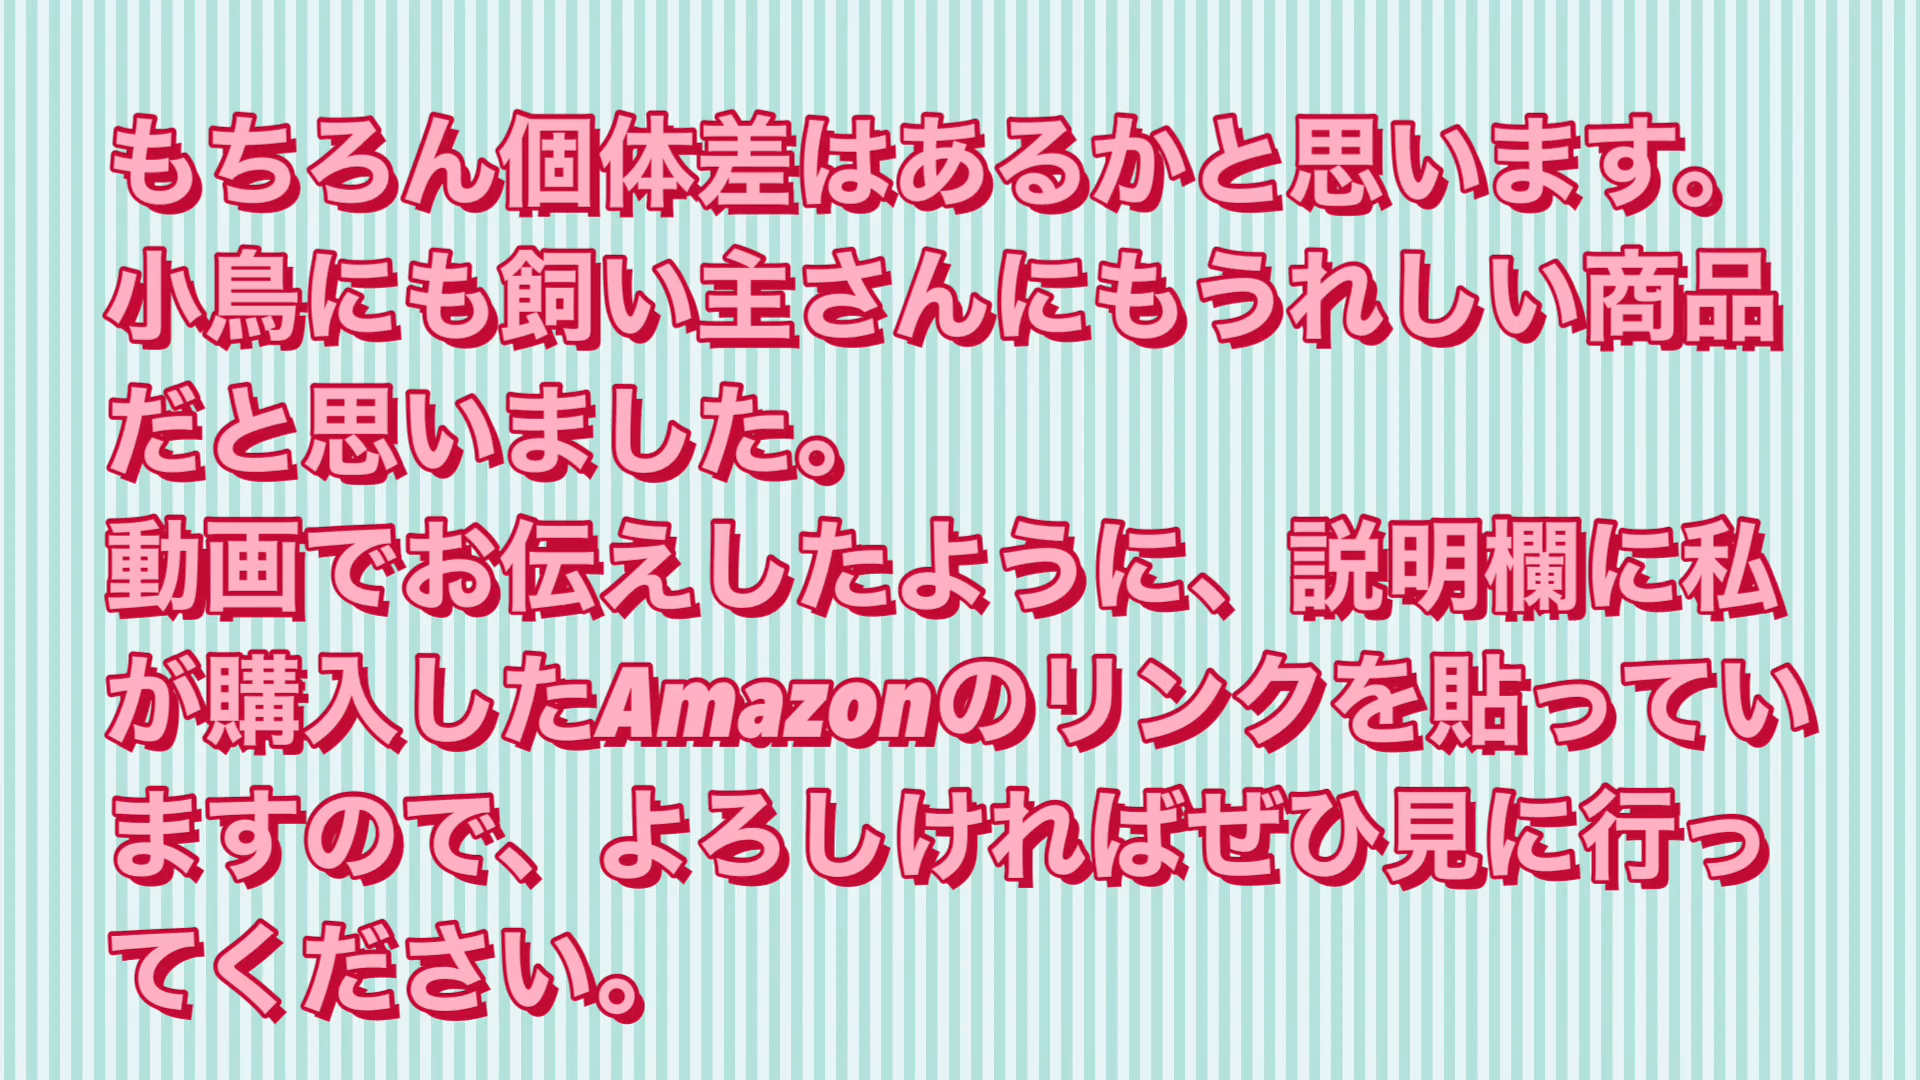 もちろん個体差はあるかと思います。
小鳥にも飼い主さんにもうれしい商品
だと思いました。
動画でお伝えしたように、説明欄に私
が購入したAmazonのリンクを貼ってい
ますので、よろしければぜひ見に行っ
てください。